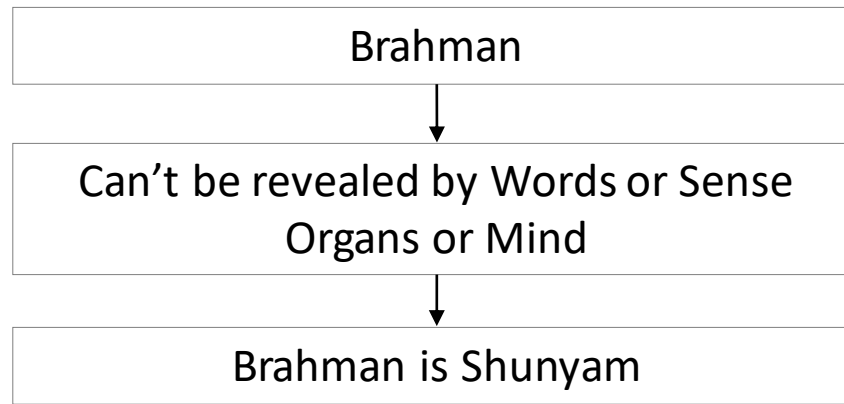 Brahman
Can’t be revealed by Words or Sense
Organs or Mind
Brahman is Shunyam